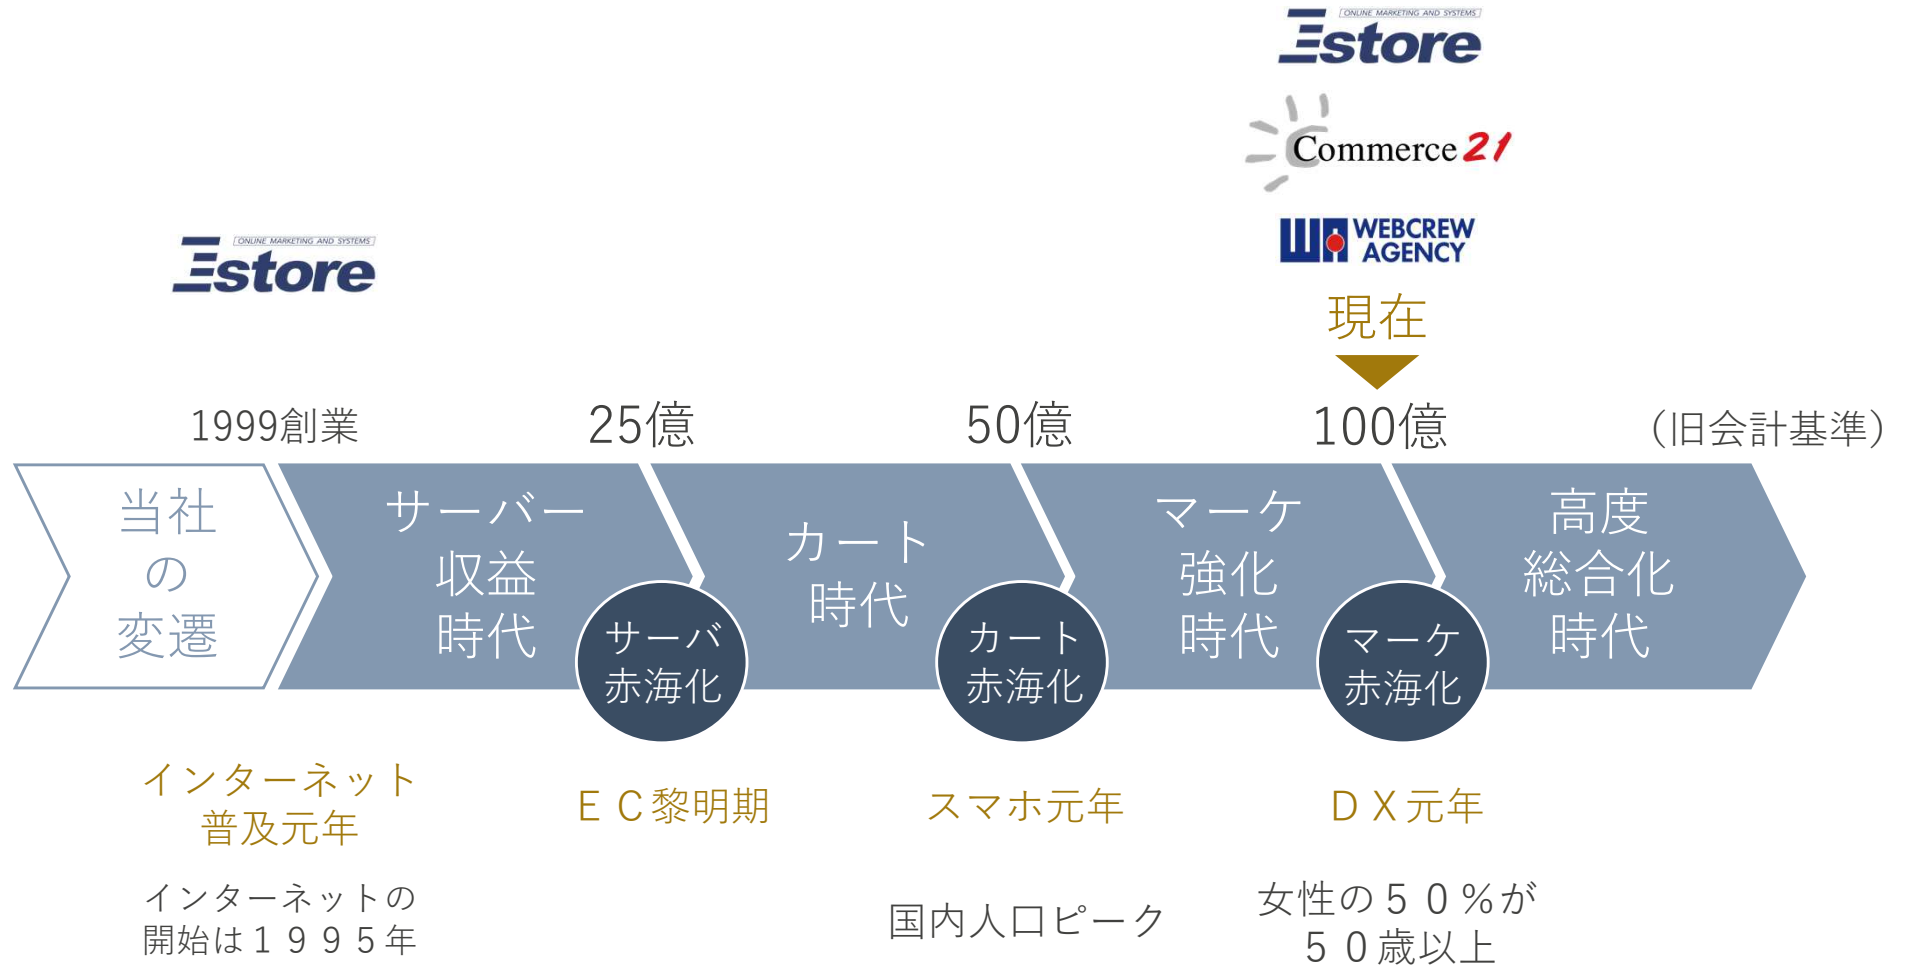 ONLINE MARKETING AND SYSTEMS
Estore
Commerce 21
WEBCREW
AGENCY
ONLINE MARKETING AND SYSTEMS
Estore
現在
1999創業
25億
50億
100億
（旧会計基準）
当社
の
変遷
サーバー
収益
時代
カート
時代
マーケ
強化
時代
高度
総合化
時代
サーバ
赤海化
カート
赤海化
マーケ
赤海化
インターネット
普及元年
ＥＣ黎明期
スマホ元年
ＤＸ元年
インターネットの
開始は１９９５年
国内人口ピーク
女性の５０％が
５０歳以上